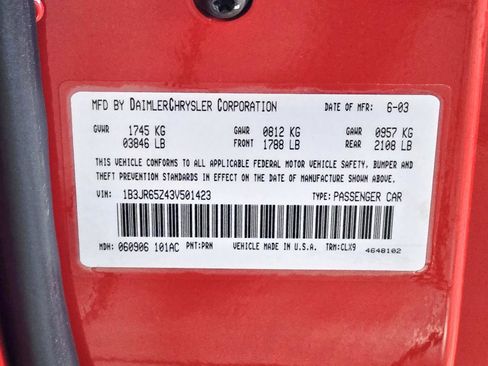 MFD BY DAIMLERCHRYSLER CORPORATION DATE OF MFR: 6-03
GVWR 1745 KG GAWR 0812 KG GAWR 0957 KG
03846 LB FRONT 1788 LB REAR 2108 LB
THIS VEHICLE CONFORMS TO ALL APPLICABLE FEDERAL MOTOR VEHICLE SAFETY, BUMPER AND
THEFT PREVENTION STANDARDS IN EFFECT ON THE DATE OF MANUFACTURE SHOWN ABOVE.
VIN: 1B3JR65Z43V501423 TYPE: PASSENGER CAR
MDH: 060906 101AC PNT: PRN VEHICLE MADE IN U.S.A. TRM: CLX9 4648102